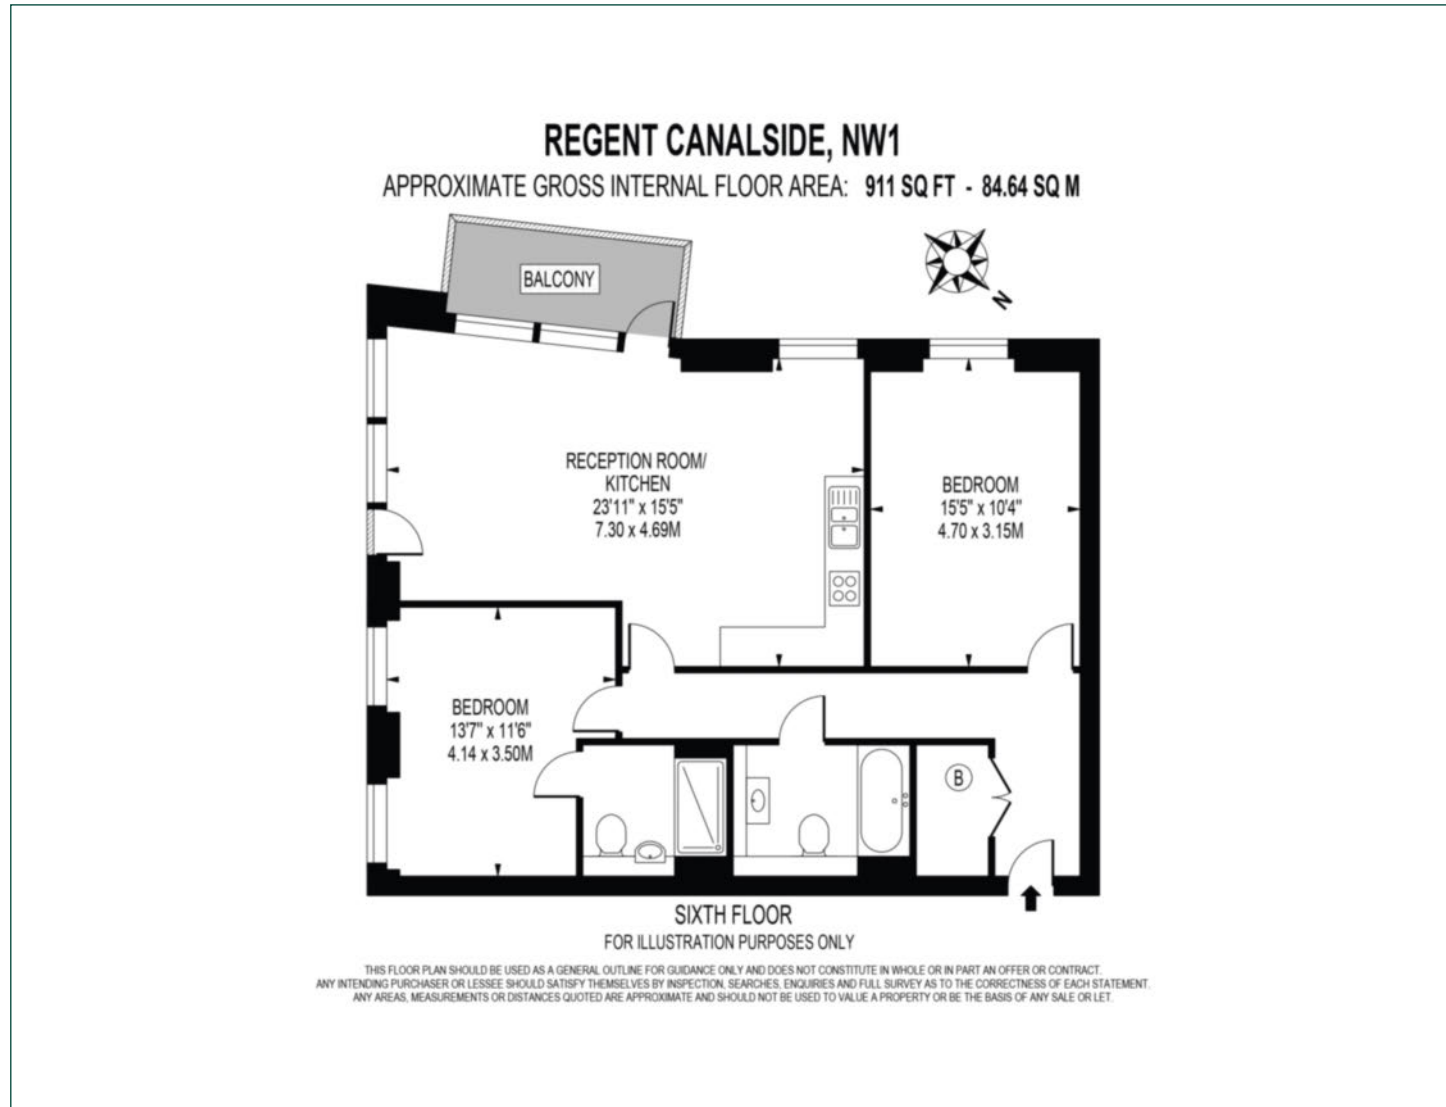 REGENT CANALSIDE, NW1
APPROXIMATE GROSS INTERNAL FLOOR AREA: 911 SQ FT - 84.64 SQ M
BALCONY
N
RECEPTION ROOM/
KITCHEN
23'11" x 15'5"
7.30 x 4.69M
BEDROOM
15'5" x 10'4"
4.70 x 3.15M
BEDROOM
13'7" x 11'6"
4.14 x 3.50M
B
SIXTH FLOOR
FOR ILLUSTRATION PURPOSES ONLY
THIS FLOOR PLAN SHOULD BE USED AS A GENERAL OUTLINE FOR GUIDANCE ONLY AND DOES NOT CONSTITUTE IN WHOLE OR IN PART AN OFFER OR CONTRACT.
ANY INTENDING PURCHASER OR LESSEE SHOULD SATISFY THEMSELVES BY INSPECTION, SEARCHES, ENQUIRIES AND FULL SURVEY AS TO THE CORRECTNESS OF EACH STATEMENT.
ANY AREAS, MEASUREMENTS OR DISTANCES QUOTED ARE APPROXIMATE AND SHOULD NOT BE USED TO VALUE A PROPERTY OR BE THE BASIS OF ANY SALE OR LET.